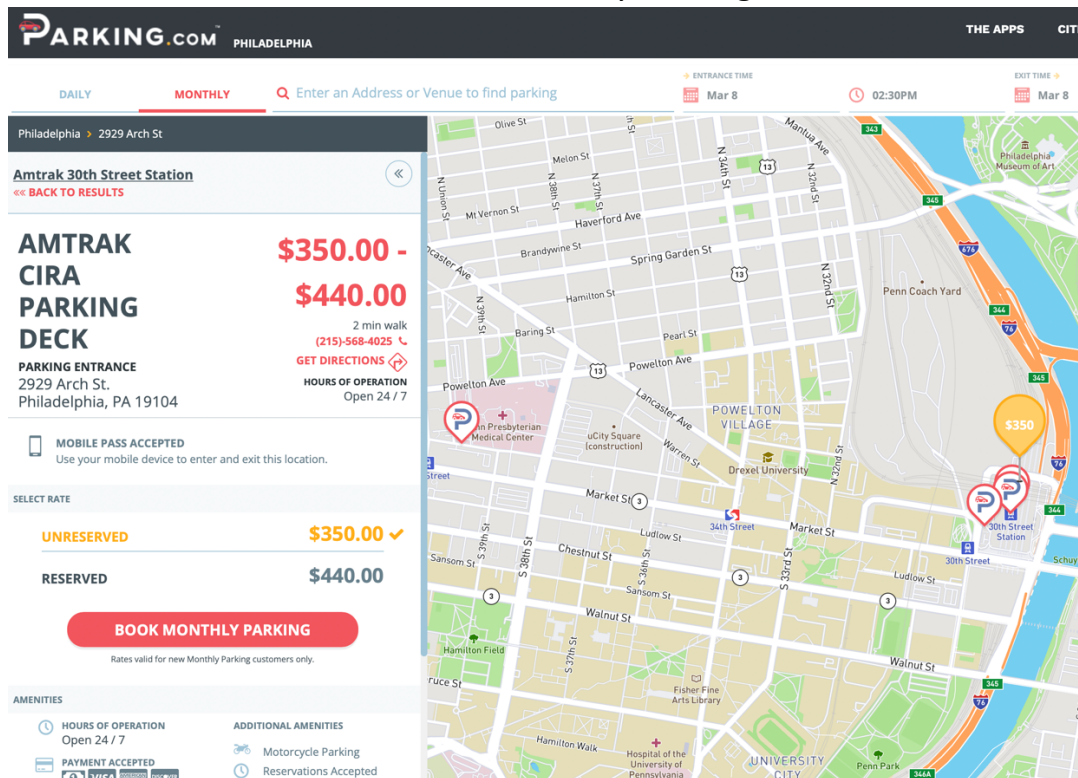 PARKING.COM™ PHILADELPHIA
THE APPS
DAILY
MONTHLY
Enter an Address or Venue to find parking
ENTRANCE TIME
Mar 8
02:30PM
EXIT TIME
Mar 8
Philadelphia > 2929 Arch St
Amtrak 30th Street Station
«« BACK TO RESULTS
«
AMTRAK
CIRA
PARKING
DECK
$350.00 -
$440.00
2 min walk
(215)-568-4025
GET DIRECTIONS
HOURS OF OPERATION
Open 24 / 7
PARKING ENTRANCE
2929 Arch St.
Philadelphia, PA 19104
MOBILE PASS ACCEPTED
Use your mobile device to enter and exit this location.
SELECT RATE
UNRESERVED $350.00
RESERVED $440.00
BOOK MONTHLY PARKING
Rates valid for new Monthly Parking customers only.
AMENITIES
HOURS OF OPERATION
Open 24 / 7
PAYMENT ACCEPTED
VISA
ADDITIONAL AMENITIES
Motorcycle Parking
Reservations Accepted
Olive St
Melon St
N Union St
N 38th St
N 37th St
Mt Vernon St
Haverford Ave
Brandywine St
Spring Garden St
Hamilton St
N 39th St
Baring St
Pearl St
Powelton Ave
Powelton Ave
Lancaster Ave
Warren St
N 34th St
N 32nd St
N 32nd St
Mantua Ave
13
13
13
343
345
676
344
76
345
76
344
Philadelphia
Museum of Art
Penn Coach Yard
POWELTON
VILLAGE
Presbyterian
Medical Center
uCity Square
[construction]
Drexel University
N 32nd St
$350
30th Street
Station
30th Street
34th Street
Market St
3
Market St
Ludlow St
Ludlow St
Chestnut St
S 39th St
S 38th St
S 36th St
S 33rd St
Sansom St
Sansom St
3
3
3
Walnut St
Walnut St
S 37th St
Hamilton Field
Fisher Fine
Arts Library
345
76
Hamilton Walk
Hospital of the
University of
Pennsylvania
UNIVERSITY
CITY
Penn Park
346A